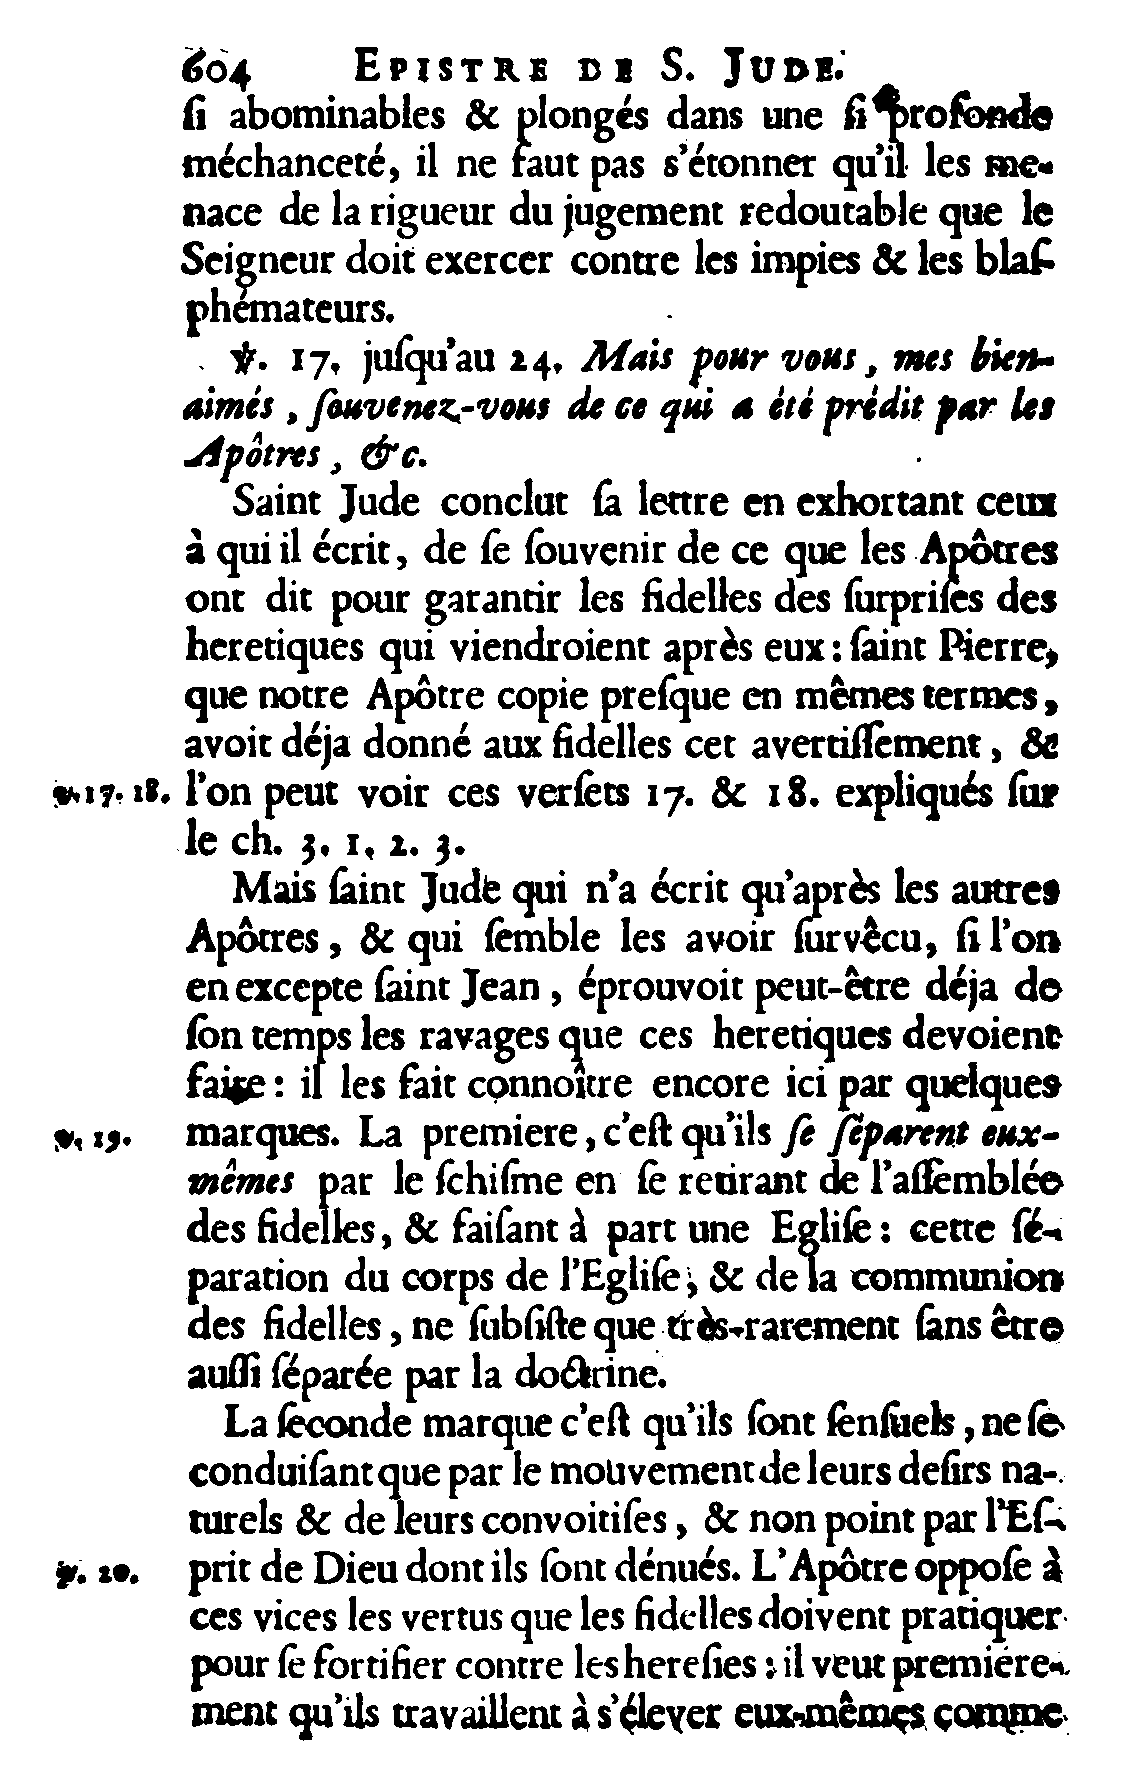 604 EPISTRE DE S. JUDE.
ſi abominables & plongés dans une ſi profonde
méchanceté, il ne faut pas s'étonner qu'il les me-
nace de la rigueur du jugement redoutable que le
Seigneur doit exercer contre les impies & les blaſ-
phémateurs.
℣. 17. juſqu'au 24. Mais pour vous, mes bien-
aimés, ſouvenez-vous de ce qui a été prédit par les
Apôtres, &c.
Saint Jude conclut ſa lettre en exhortant ceux
à qui il écrit, de ſe ſouvenir de ce que les Apôtres
ont dit pour garantir les fidelles des ſurpriſes des
heretiques qui viendroient après eux : ſaint Pierre,
que notre Apôtre copie preſque en mêmes termes,
avoit déja donné aux fidelles cet avertiſſement, &
℣. 17. 18. l'on peut voir ces verſets 17. & 18. expliqués ſur
le ch. 3. 1. 2. 3.
Mais ſaint Jude qui n'a écrit qu'après les autres
Apôtres, & qui ſemble les avoir ſurvêcu, ſi l'on
en excepte ſaint Jean, éprouvoit peut-être déja de
ſon temps les ravages que ces heretiques devoient
faire : il les fait connoître encore ici par quelques
℣. 19. marques. La premiere, c'eſt qu'ils ſe ſéparent eux-
mêmes par le ſchiſme en ſe retirant de l'aſſemblée
des fidelles, & faiſant à part une Egliſe : cette ſé-
paration du corps de l'Egliſe, & de la communion
des fidelles, ne ſubſiſte que très-rarement ſans être
auſſi ſéparée par la doctrine.
La ſeconde marque c'eſt qu'ils ſont ſenſuels, ne ſe
conduiſant que par le mouvement de leurs deſirs na-
turels & de leurs convoitiſes, & non point par l'Eſ-
℣. 20. prit de Dieu dont ils ſont dénués. L'Apôtre oppoſe à
ces vices les vertus que les fidelles doivent pratiquer
pour ſe fortifier contre les hereſies : il veut premiére-
ment qu'ils travaillent à s'élever eux-mêmes comme